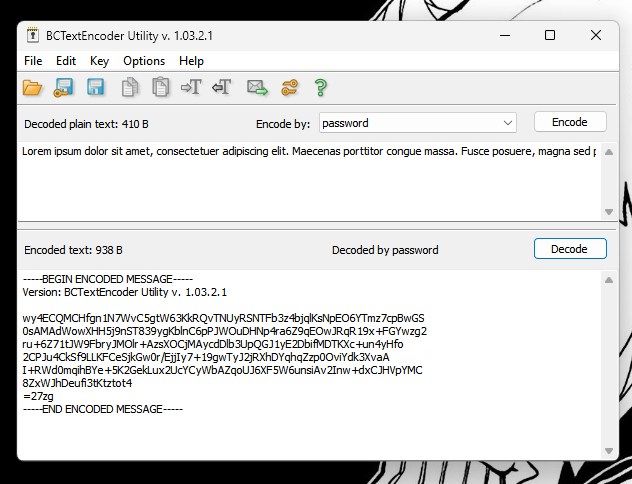 BCTextEncoder Utility v. 1.03.2.1
File Edit Key Options Help
Decoded plain text: 410 B
Encode by: password
Encode
Lorem ipsum dolor sit amet, consectetuer adipiscing elit. Maecenas porttitor congue massa. Fusce posuere, magna sed p
Encoded text: 938 B
Decoded by password
Decode
-----BEGIN ENCODED MESSAGE-----
Version: BCTextEncoder Utility v. 1.03.2.1
wy4ECQMCHfgn1N7WvC5gtW63KkRQvTNUyRSNTFb3z4bjqlKsNpEO6YTmz7cpBwGS
0sAMAdWowXHH5j9nST839ygKblnC6pPJWOuDHNp4ra6Z9qEOwJRqR19x+FGYwzg2
ru+6Z71tJW9FbryJMOlr+AzsXOCjMAycdDlb3UpQGJ1yE2DbifMDTKXc+un4yHfo
2CPJu4CkSf9LLKFCeSjkGw0r/EjjIy7+19gwTyJ2jRXhDYqhqZzp0OviYdk3XvaA
I+RWd0mqihBYe+5K2GekLux2UcYCyWbAZqoUJ6XF5W6unsiAv2Inw+dxCJHVpYMC
8ZxWJhDeufi3tKtztot4
=27zg
-----END ENCODED MESSAGE-----